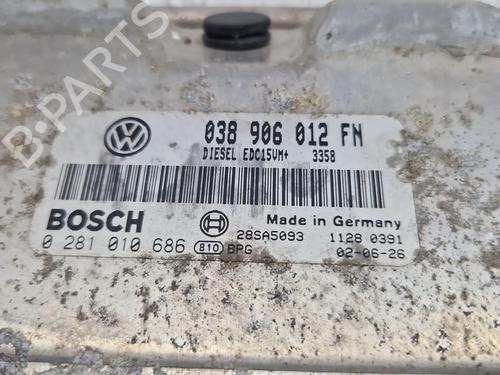 B-PARTS
038 906 012 FN
DIESEL EDC15VM+ 3358
BOSCH
Made in Germany
0 281 010 686 810 BPG
28SA5093 1128 0391
02-06-26